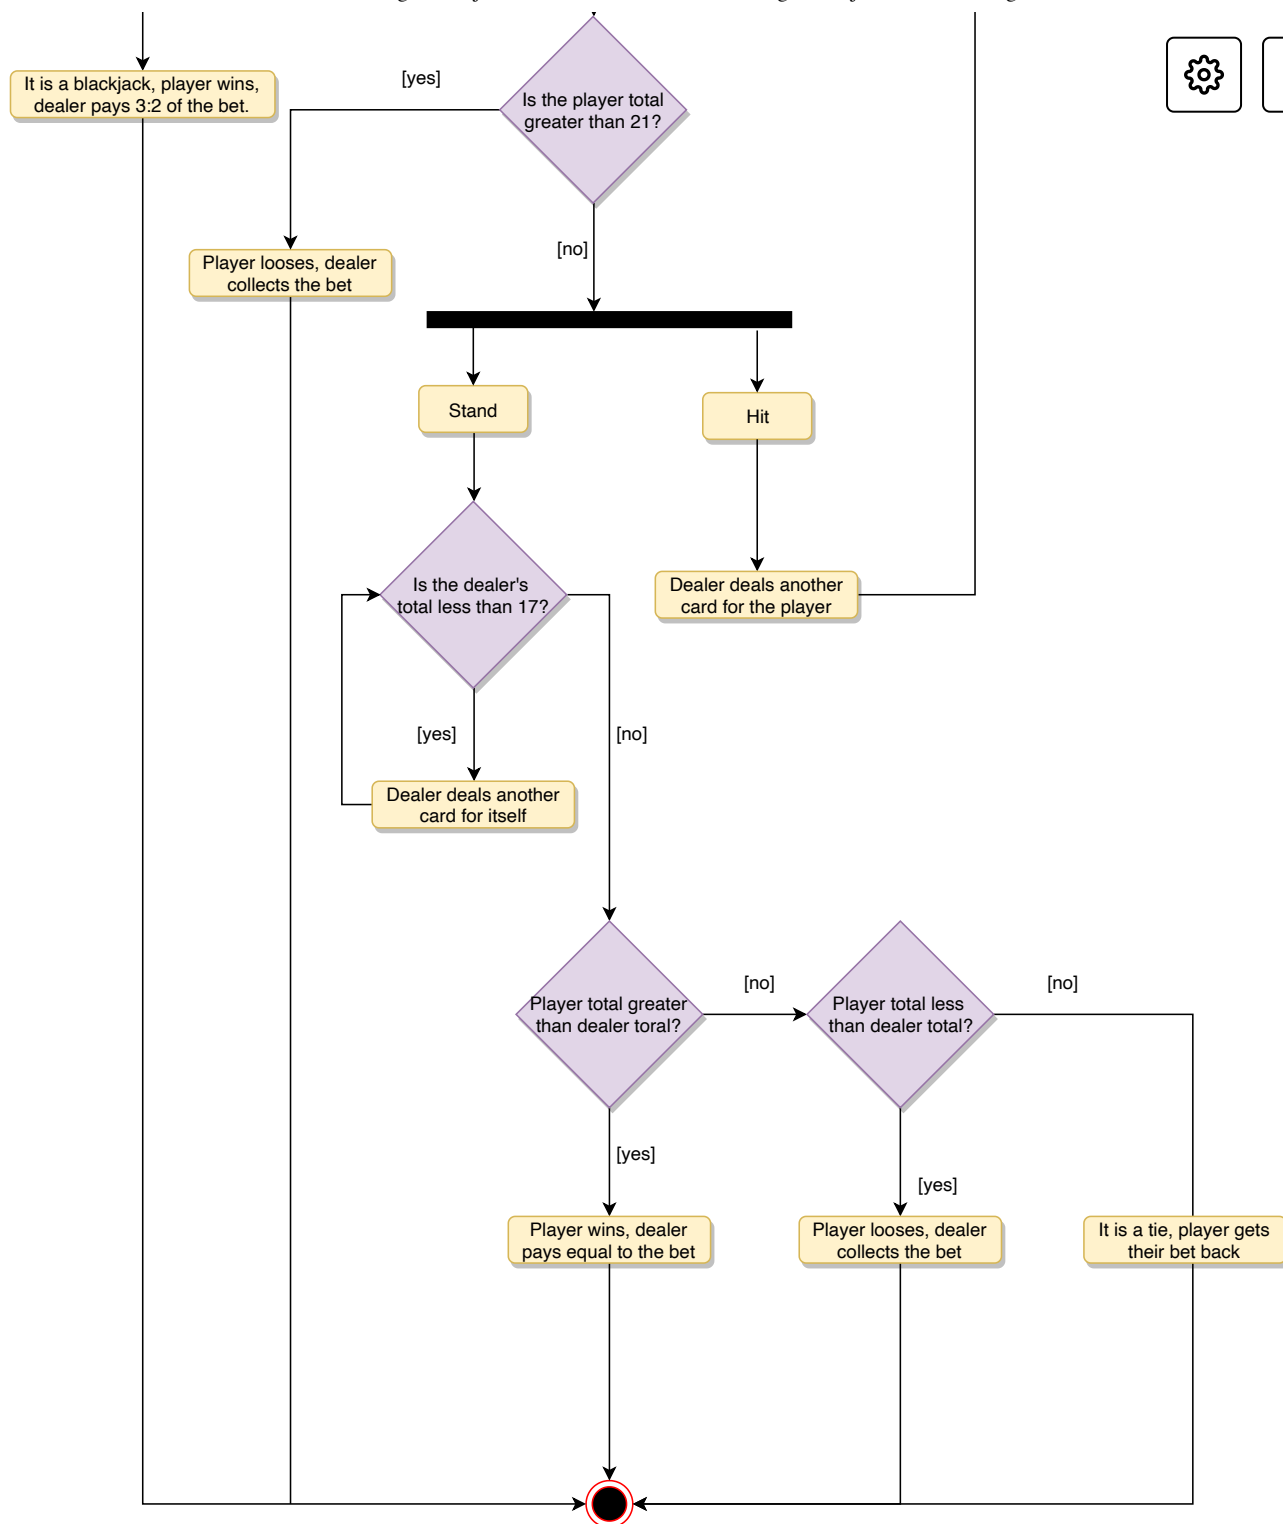 It is a blackjack, player wins,
dealer pays 3:2 of the bet.
[yes]
Is the player total
greater than 21?
[no]
Player looses, dealer
collects the bet
Stand
Hit
Is the dealer's
total less than 17?
Dealer deals another
card for the player
[yes]
[no]
Dealer deals another
card for itself
Player total greater
than dealer toral?
[no]
Player total less
than dealer total?
[no]
[yes]
[yes]
Player wins, dealer
pays equal to the bet
Player looses, dealer
collects the bet
It is a tie, player gets
their bet back